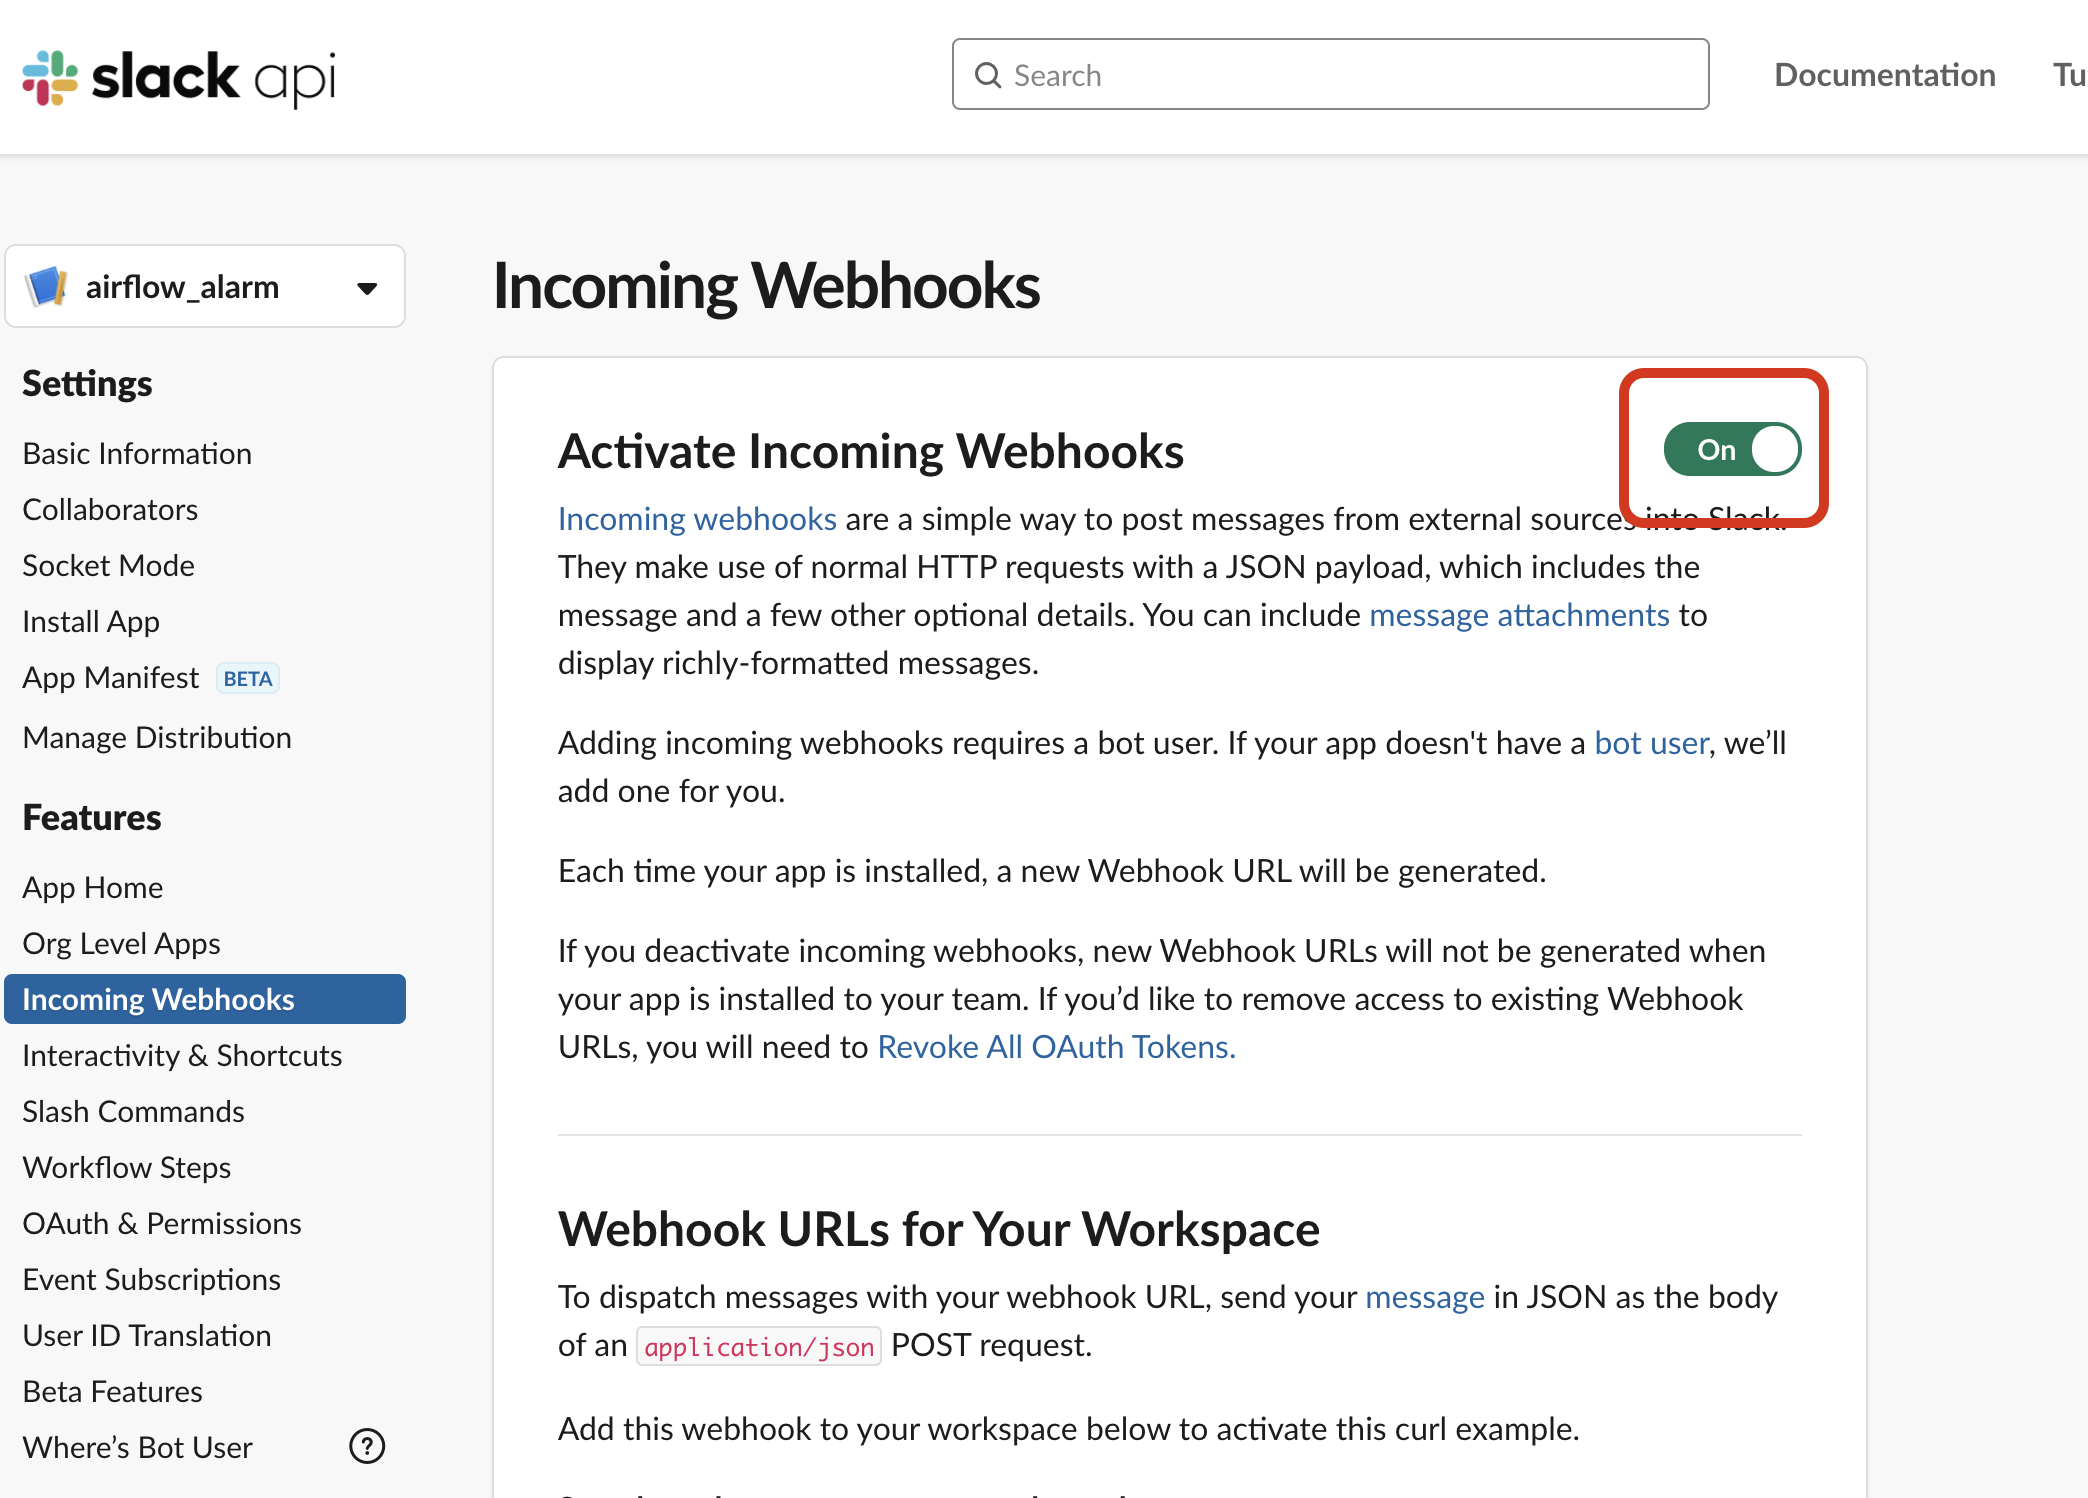 slack api
Search
Documentation
Airflow_alarm
Settings
Basic Information
Collaborators
Socket Mode
Install App
App Manifest BETA
Manage Distribution
Features
App Home
Org Level Apps
Incoming Webhooks
Interactivity & Shortcuts
Slash Commands
Workflow Steps
OAuth & Permissions
Event Subscriptions
User ID Translation
Beta Features
Where’s Bot User ?
Incoming Webhooks
Activate Incoming Webhooks
On
Incoming webhooks are a simple way to post messages from external sources into Slack.
They make use of normal HTTP requests with a JSON payload, which includes the
message and a few other optional details. You can include message attachments to
display richly-formatted messages.
Adding incoming webhooks requires a bot user. If your app doesn't have a bot user, we’ll
add one for you.
Each time your app is installed, a new Webhook URL will be generated.
If you deactivate incoming webhooks, new Webhook URLs will not be generated when
your app is installed to your team. If you’d like to remove access to existing Webhook
URLs, you will need to Revoke All OAuth Tokens.
Webhook URLs for Your Workspace
To dispatch messages with your webhook URL, send your message in JSON as the body
of an application/json POST request.
Add this webhook to your workspace below to activate this curl example.